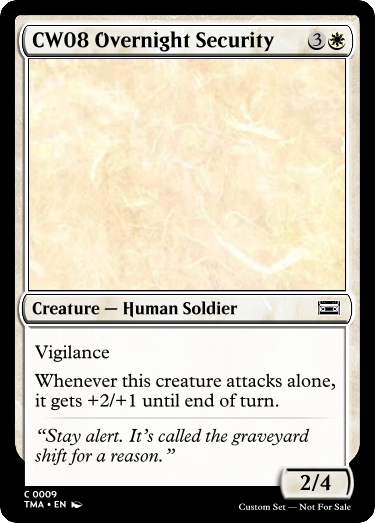 CW08 Overnight Security 3
Creature — Human Soldier
Vigilance
Whenever this creature attacks alone,
it gets +2/+1 until end of turn.
“Stay alert. It’s called the graveyard
shift for a reason.”
2/4
C 0009
TMA • EN
Custom Set — Not For Sale